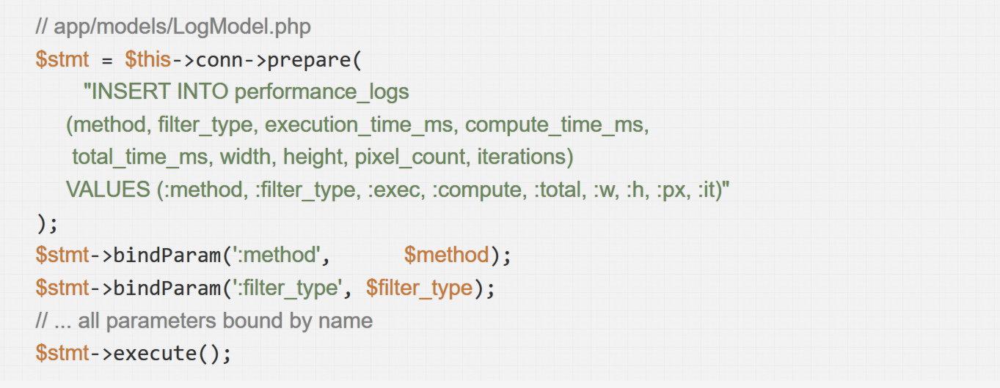 // app/models/LogModel.php
$stmt = $this->conn->prepare(
"INSERT INTO performance_logs
(method, filter_type, execution_time_ms, compute_time_ms,
total_time_ms, width, height, pixel_count, iterations)
VALUES (:method, :filter_type, :exec, :compute, :total, :w, :h, :px, :it)"
);
$stmt->bindParam(':method', $method);
$stmt->bindParam(':filter_type', $filter_type);
// ... all parameters bound by name
$stmt->execute();